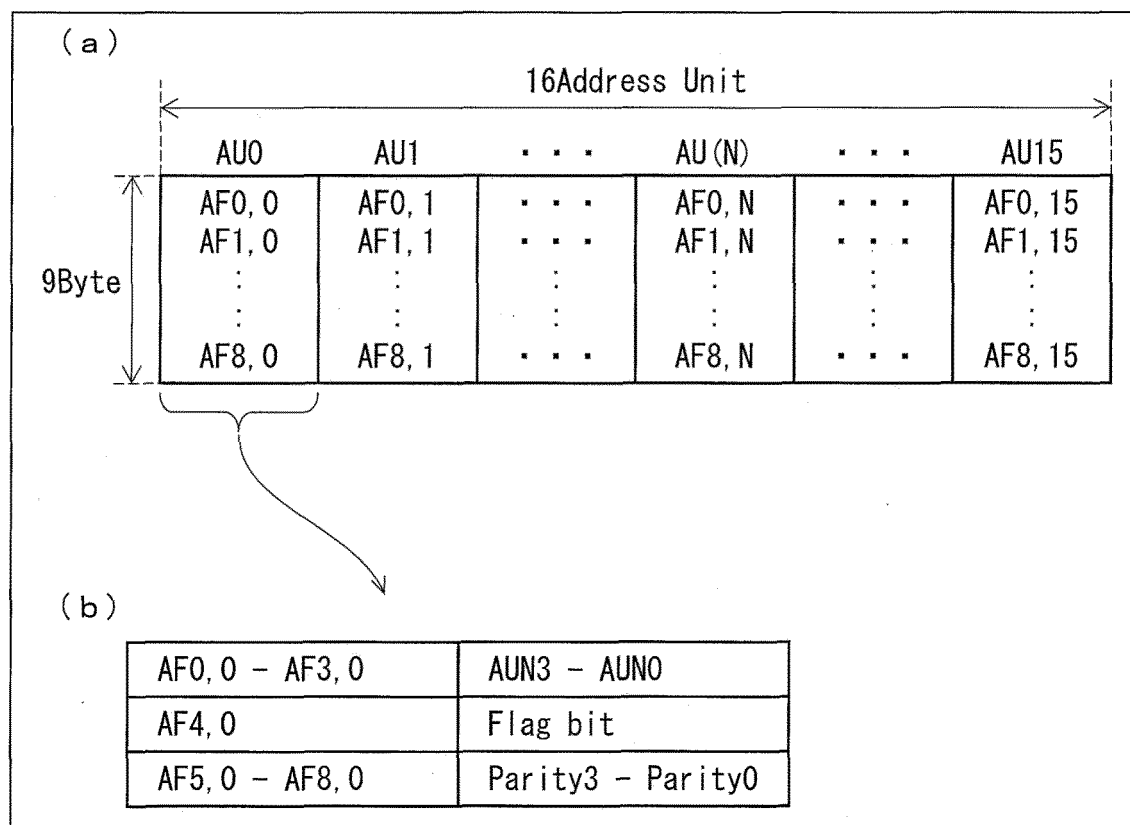 (a)
16Address Unit
AU0 AU1 ・・・ AU(N) ・・・ AU15
AF0,0 AF0,1 ・・・ AF0,N ・・・ AF0,15
9Byte
AF1,0 AF1,1 ・・・ AF1,N ・・・ AF1,15
: : : : : :
AF8,0 AF8,1 ・・・ AF8,N ・・・ AF8,15
(b)
AF0,0 - AF3,0 AUN3 - AUN0
AF4,0 Flag bit
AF5,0 - AF8,0 Parity3 - Parity0